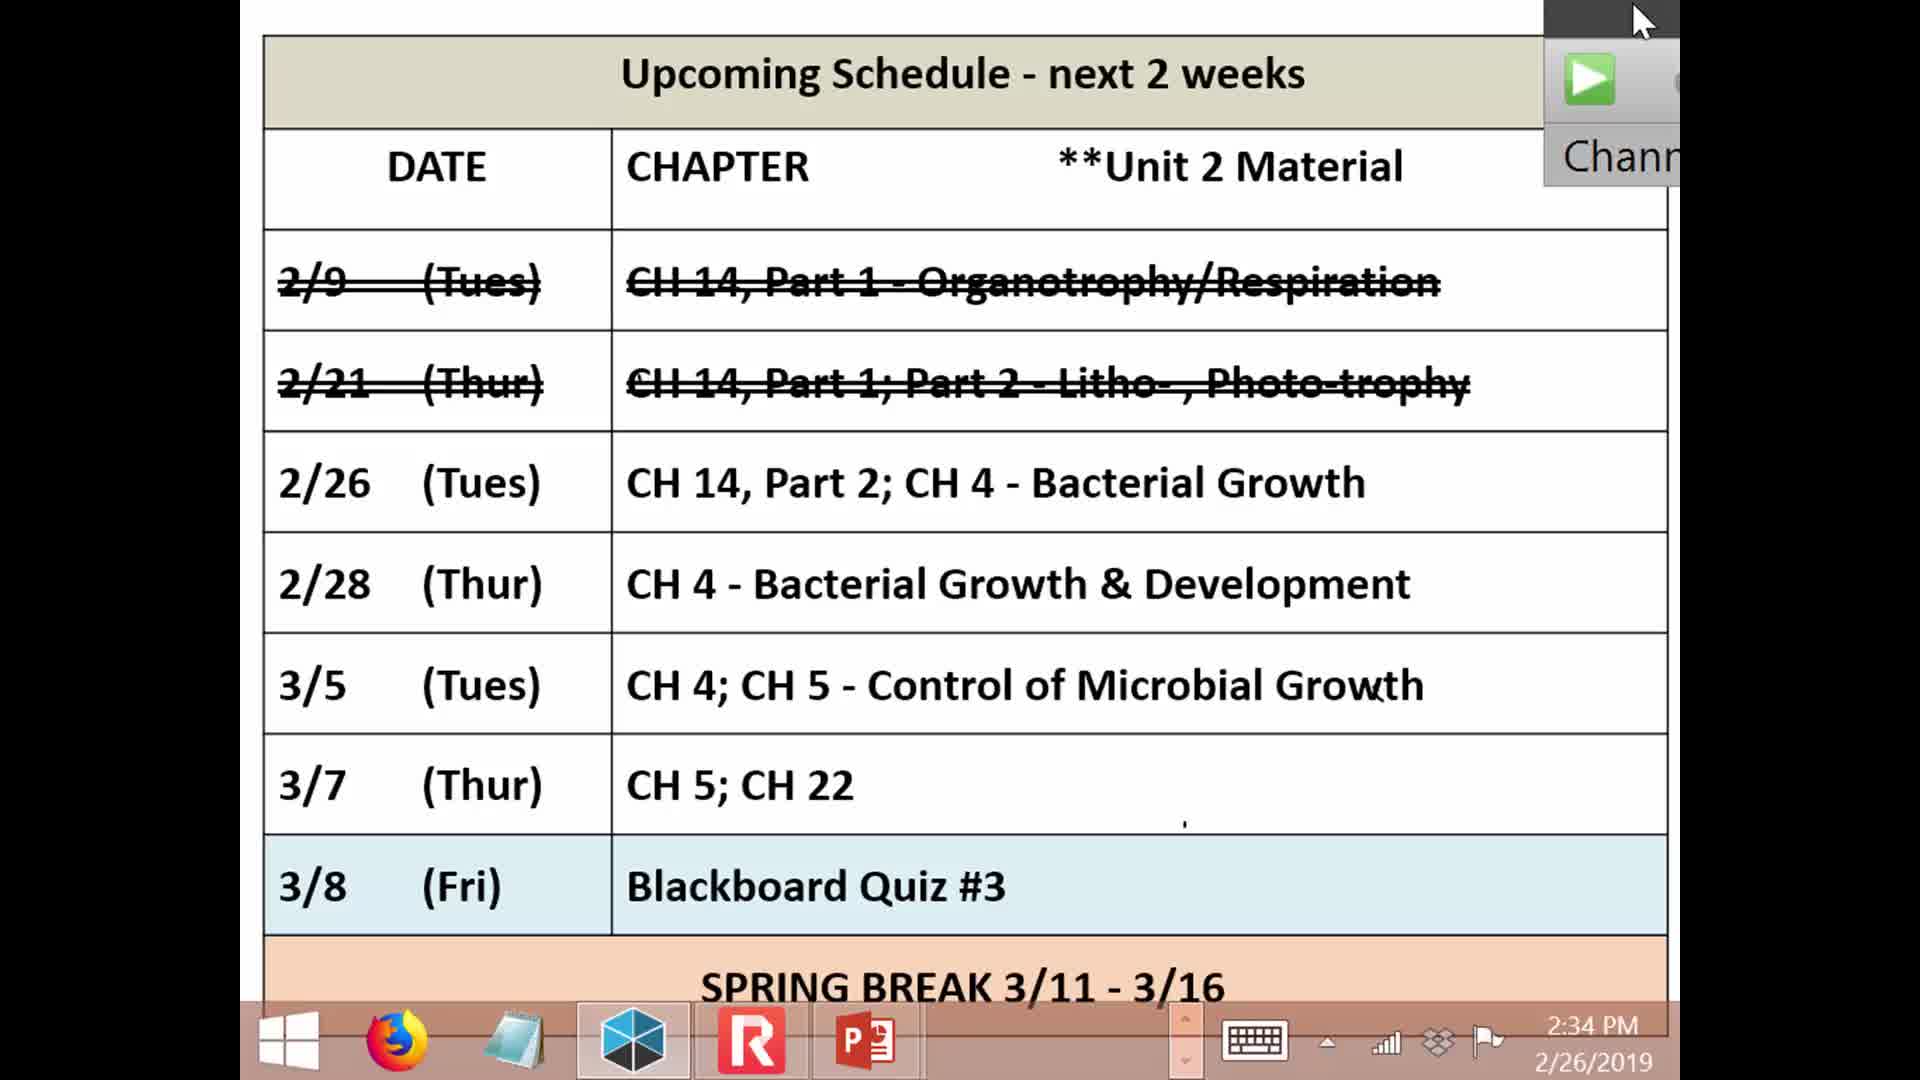 Upcoming Schedule - next 2 weeks
DATE CHAPTER **Unit 2 Material
Chann
2/9 (Tues) CH 14, Part 1 - Organotrophy/Respiration
2/21 (Thur) CH 14, Part 1; Part 2 - Litho- , Photo-trophy
2/26 (Tues) CH 14, Part 2; CH 4 - Bacterial Growth
2/28 (Thur) CH 4 - Bacterial Growth & Development
3/5 (Tues) CH 4; CH 5 - Control of Microbial Growth
3/7 (Thur) CH 5; CH 22
3/8 (Fri) Blackboard Quiz #3
SPRING BREAK 3/11 - 3/16
2:34 PM
2/26/2019